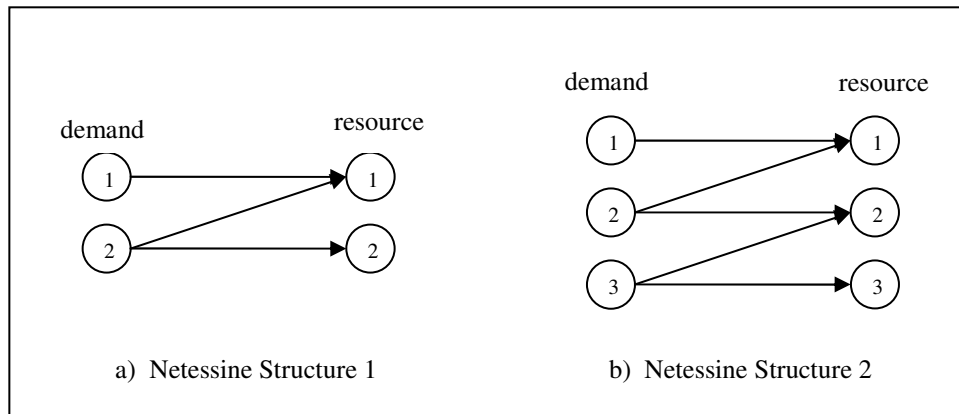 demand
resource
1
1
2
2
a) Netessine Structure 1
demand
resource
1
1
2
2
3
3
b) Netessine Structure 2